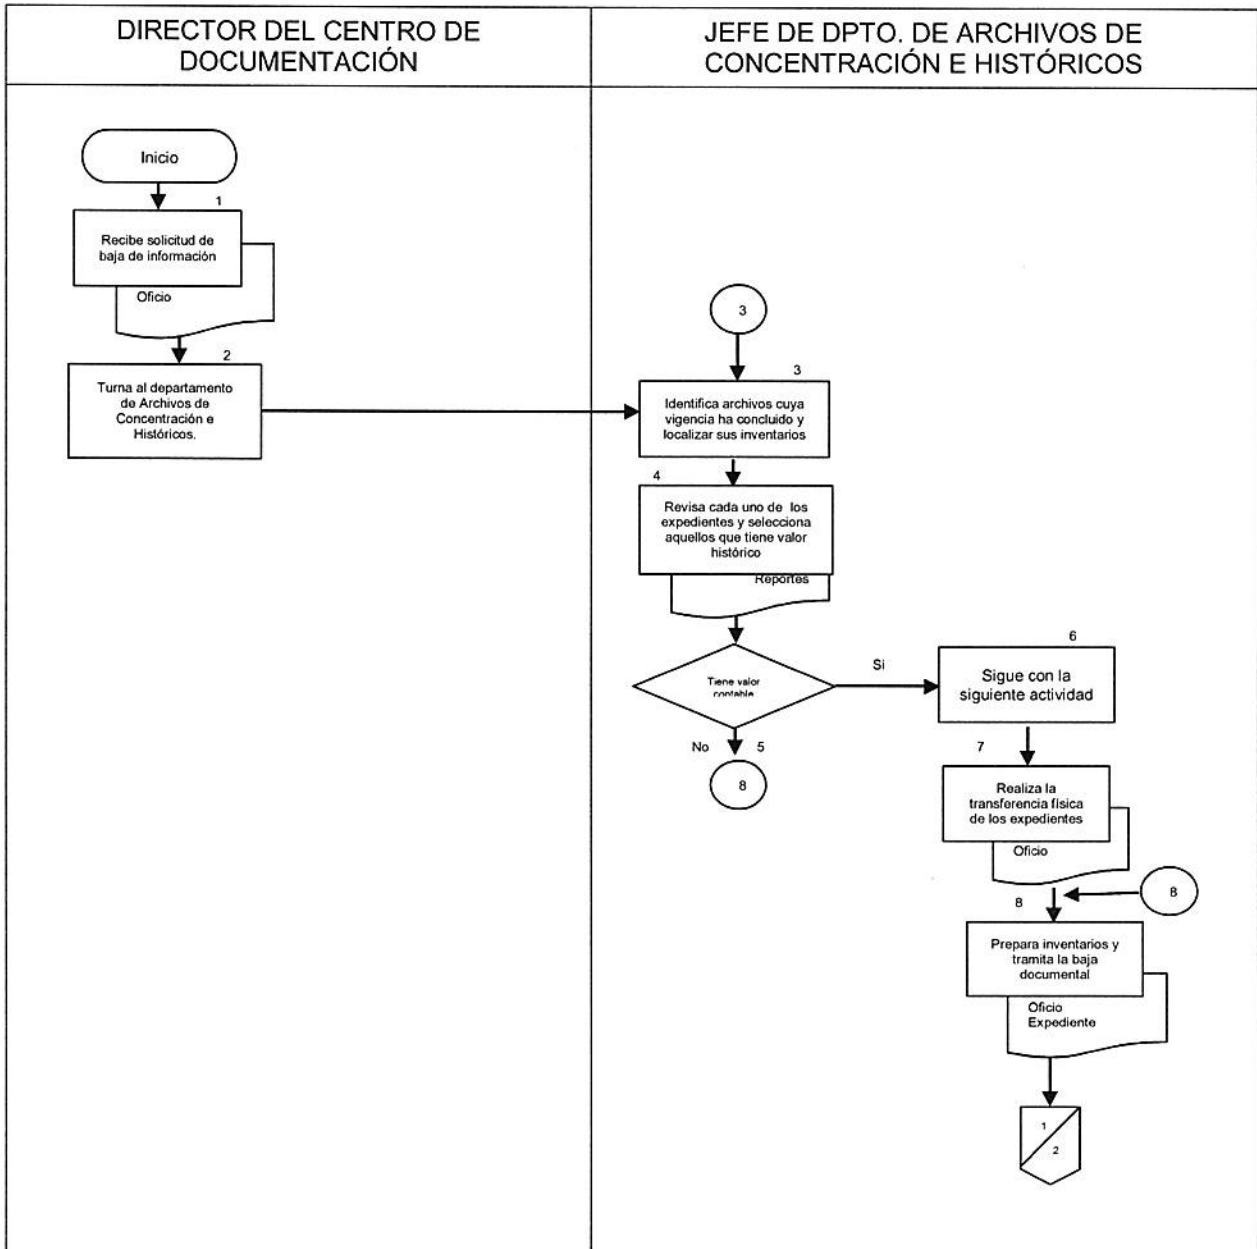 DIRECTOR DEL CENTRO DE
DOCUMENTACIÓN
JEFE DE DPTO. DE ARCHIVOS DE
CONCENTRACIÓN E HISTÓRICOS
Inicio
1
Recibe solicitud de
baja de información
Oficio
2
Turna al departamento
de Archivos de
Concentración e
Históricos.
3
3
Identifica archivos cuya
vigencia ha concluido y
localizar sus inventarios
4
Revisa cada uno de los
expedientes y selecciona
aquellos que tiene valor
histórico
Reportes
Tiene valor
contable
Si
No
5
8
6
Sigue con la
siguiente actividad
7
Realiza la
transferencia física
de los expedientes
Oficio
8
8
Prepara inventarios y
tramita la baja
documental
Oficio
Expediente
1
2